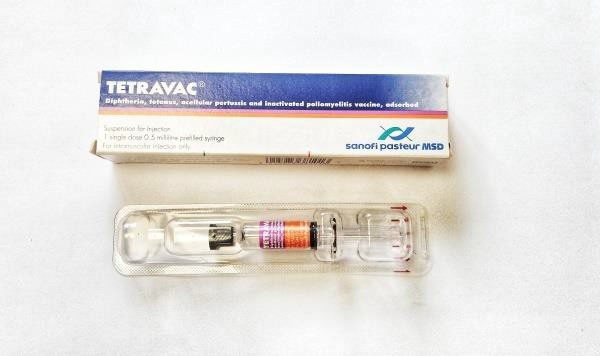 TETRAVAC®
Diphtheria, tetanus, acellular pertussis and inactivated poliomyelitis vaccine, adsorbed
Suspension for Injection
1 single dose 0.5 millilitre prefilled syringe
For intramuscular injection only
sanofi pasteur MSD
TETRAVAC